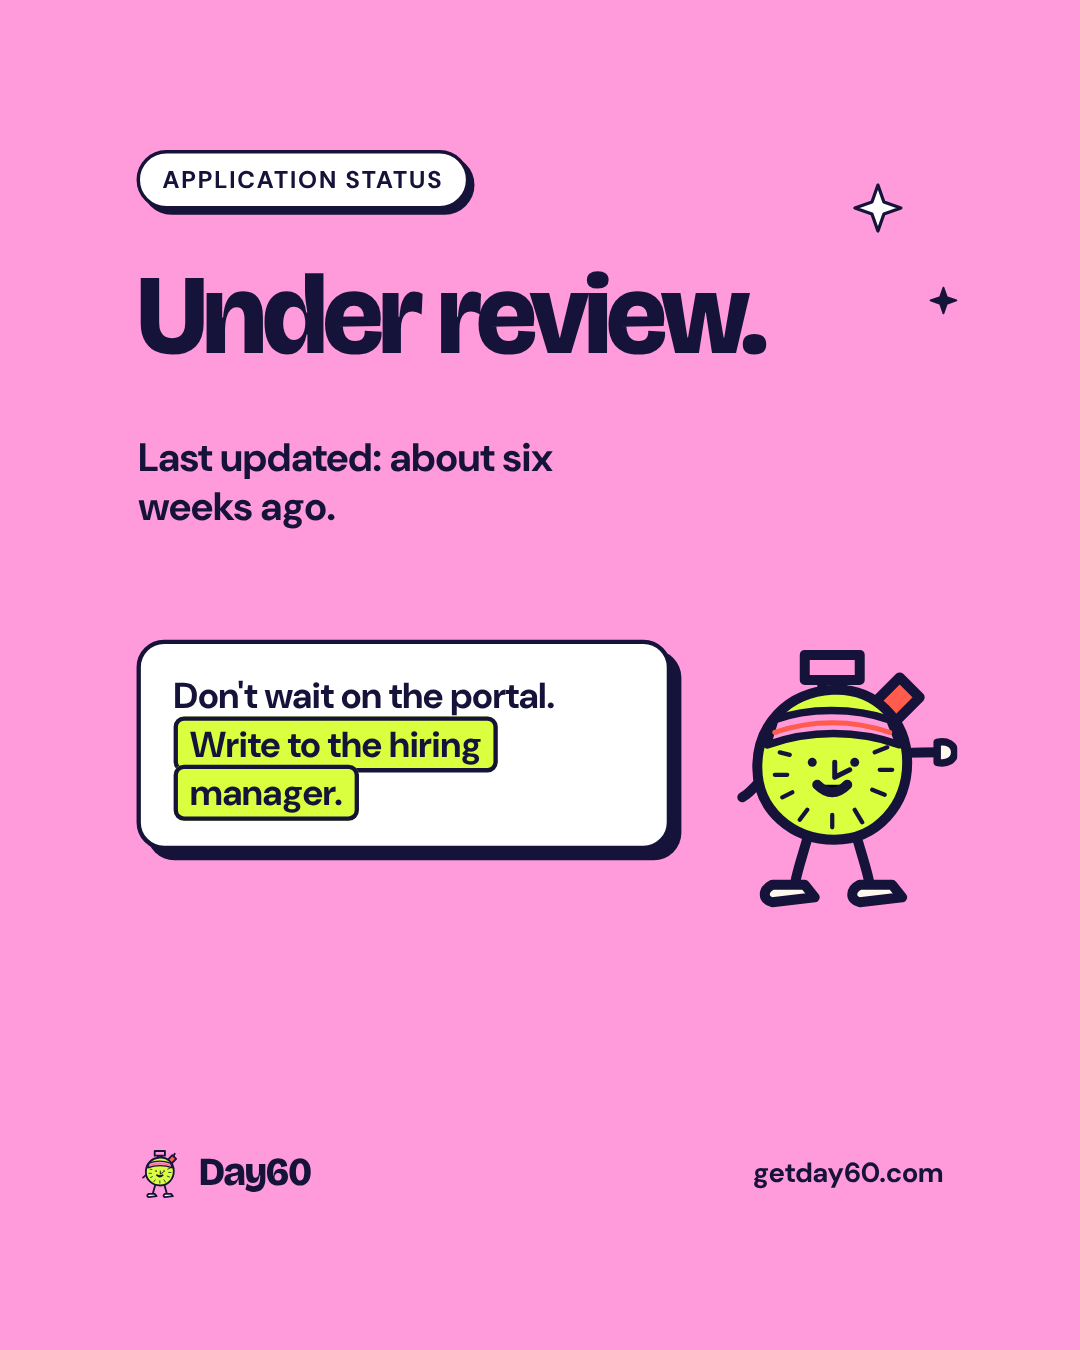 APPLICATION STATUS
Under review.
Last updated: about six
weeks ago.
Don't wait on the portal.
Write to the hiring
manager.
Day60
getday60.com